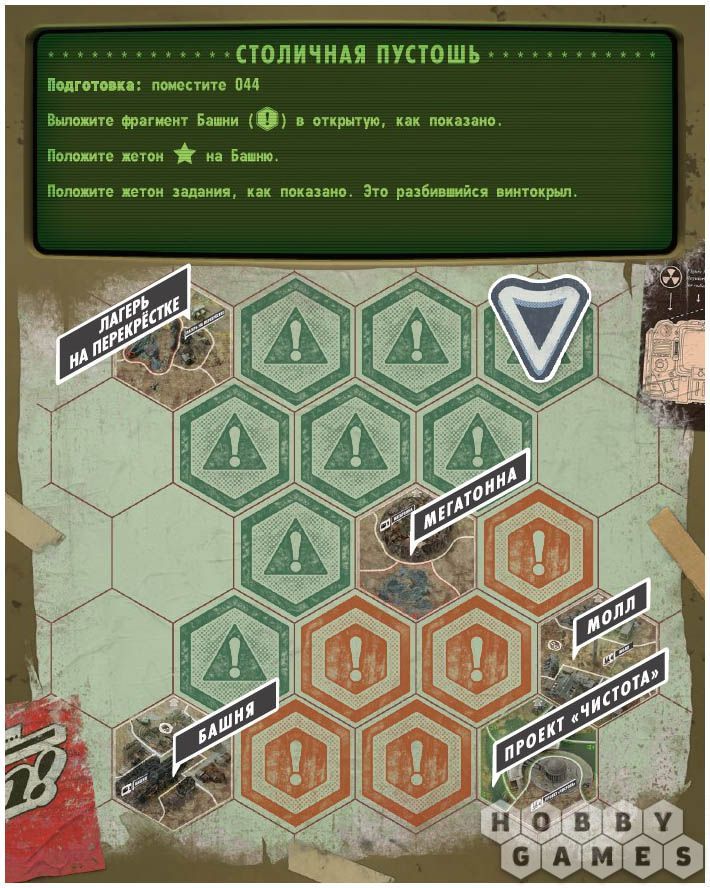 СТОЛИЧНАЯ ПУСТОШЬ
Подготовка: поместите 044
Выложите фрагмент Башни (!) в открытую, как показано.
Положите жетон ★ на Башню.
Положите жетон задания, как показано. Это разбившийся винтокрыл.
ЛАГЕРЬ
НА ПЕРЕКРЁСТКЕ
МЕГАТОННА
МОЛЛ
ПРОЕКТ «ЧИСТОТА»
БАШНЯ
HOBBY
GAMES